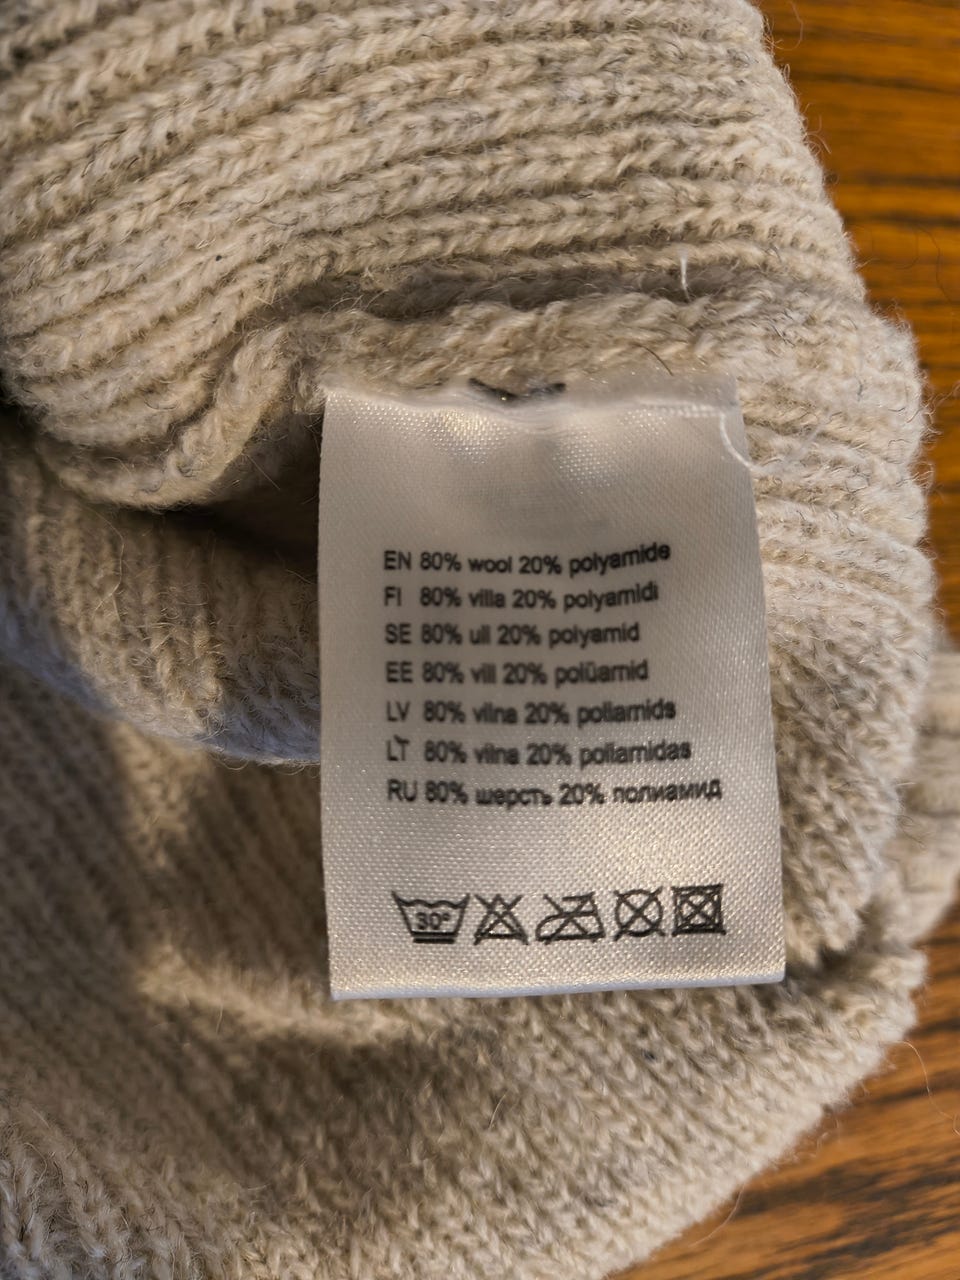 EN 80% wool 20% polyamide
FI 80% villa 20% polyamidi
SE 80% ull 20% polyamid
EE 80% vill 20% polüamid
LV 80% vilna 20% poliamids
LT 80% vilna 20% poliamidas
RU 80% шерсть 20% полиамид
30°